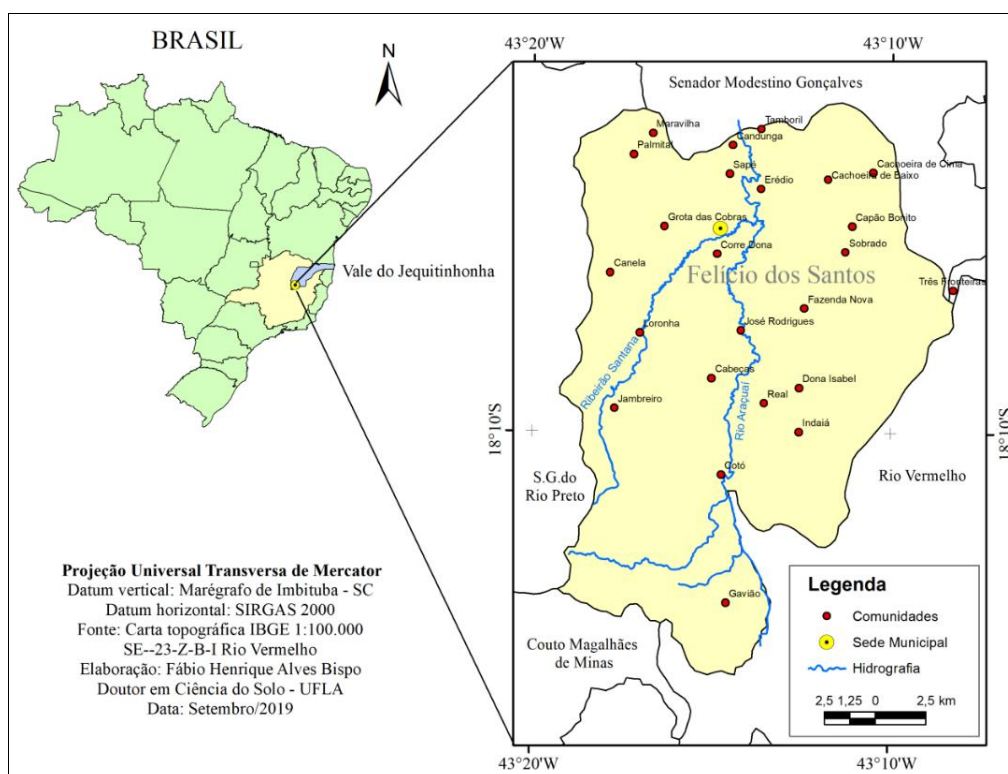 BRASIL
N
Vale do Jequitinhonha
43°20'W
43°10'W
Senador Modestino Gonçalves
Maravilha
Tamboril
Candunga
Palmital
Sapé
Cachoeira de Cima
Cachoeira de Baixo
Erédio
Grota das Cobras
Capão Bonito
Corre Dona
Sobrado
Canela
Felício dos Santos
Três Fronteiras
Fazenda Nova
Loronha
José Rodrigues
Ribeirão Santana
Cabeças
Dona Isabel
Jambreiro
Real
Rio Araçuaí
Indaiá
18°10'S
18°10'S
Cotó
S.G.do
Rio Preto
Rio Vermelho
Gavião
Couto Magalhães
de Minas
Legenda
Comunidades
Sede Municipal
Hidrografia
2,5 1,25 0 2,5 km
43°20'W
43°10'W
Projeção Universal Transversa de Mercator
Datum vertical: Marégrafo de Imbituba - SC
Datum horizontal: SIRGAS 2000
Fonte: Carta topográfica IBGE 1:100.000
SE--23-Z-B-I Rio Vermelho
Elaboração: Fábio Henrique Alves Bispo
Doutor em Ciência do Solo - UFLA
Data: Setembro/2019